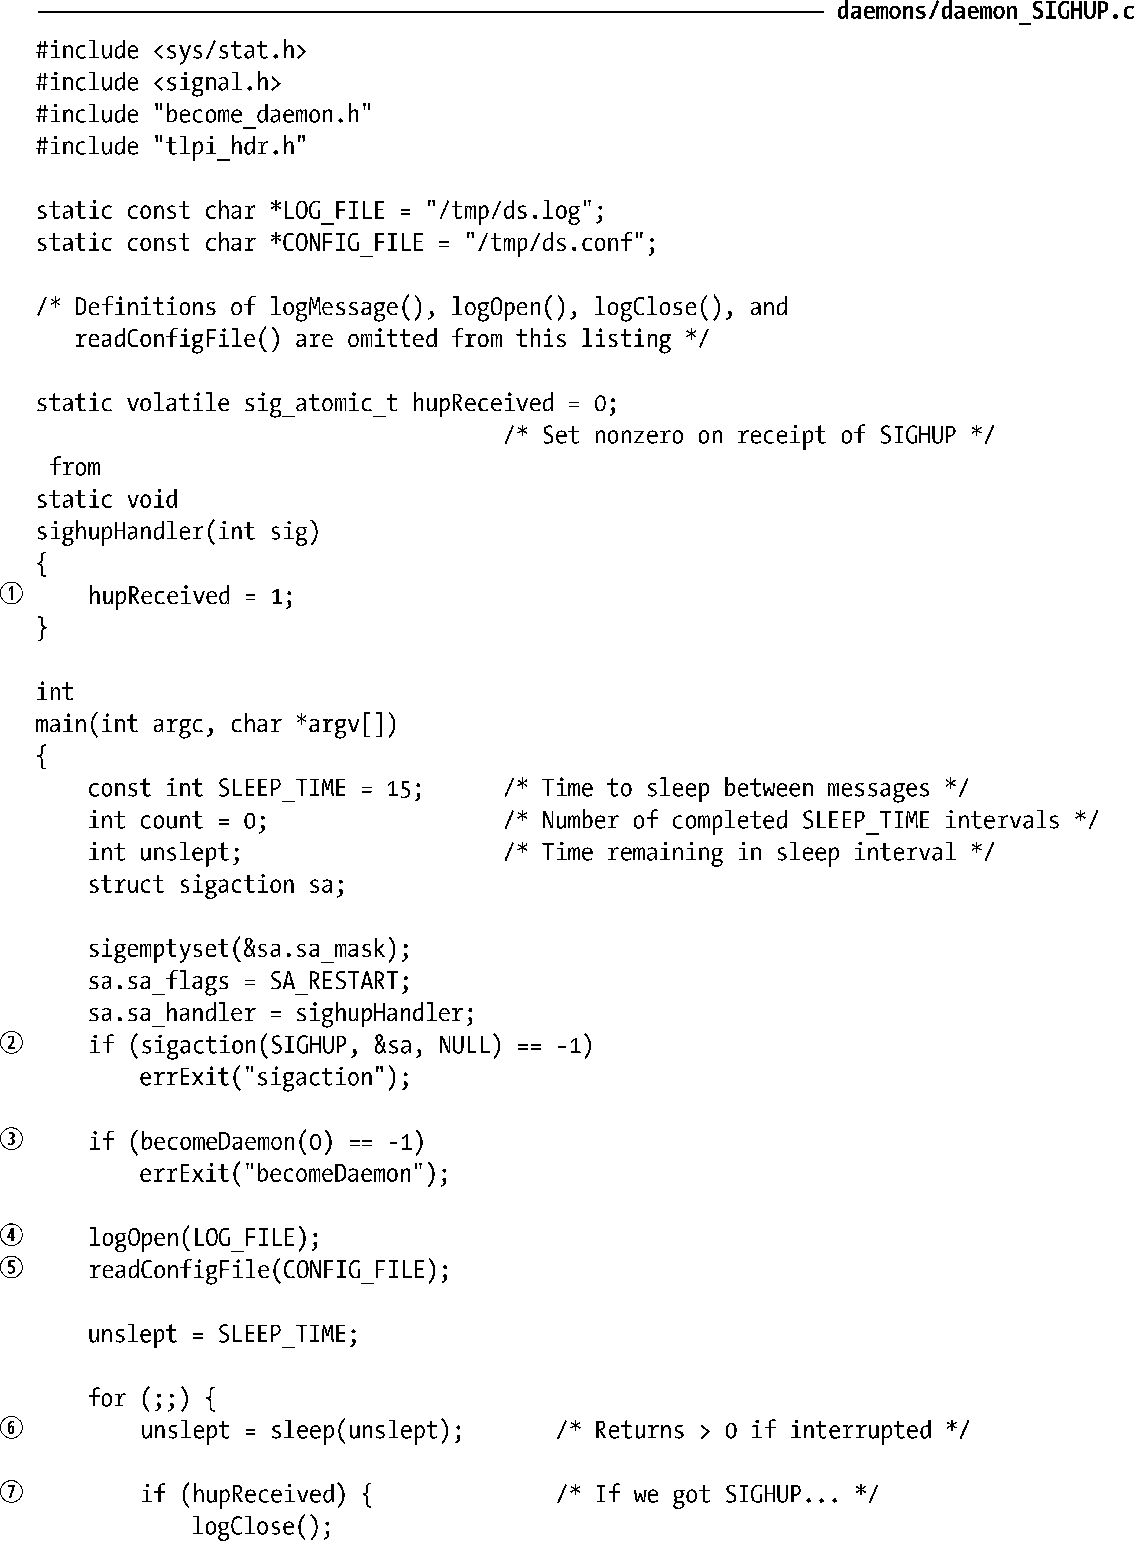 daemons/daemon_SIGHUP.c
#include <sys/stat.h>
#include <signal.h>
#include "become_daemon.h"
#include "tlpi_hdr.h"
static const char *LOG_FILE = "/tmp/ds.log";
static const char *CONFIG_FILE = "/tmp/ds.conf";
/* Definitions of logMessage(), logOpen(), logClose(), and
   readConfigFile() are omitted from this listing */
static volatile sig_atomic_t hupReceived = 0;
                                    /* Set nonzero on receipt of SIGHUP */
 from
static void
sighupHandler(int sig)
{
①    hupReceived = 1;
}
int
main(int argc, char *argv[])
{
    const int SLEEP_TIME = 15;      /* Time to sleep between messages */
    int count = 0;                  /* Number of completed SLEEP_TIME intervals */
    int unslept;                    /* Time remaining in sleep interval */
    struct sigaction sa;
    sigemptyset(&sa.sa_mask);
    sa.sa_flags = SA_RESTART;
    sa.sa_handler = sighupHandler;
②    if (sigaction(SIGHUP, &sa, NULL) == -1)
        errExit("sigaction");
③    if (becomeDaemon(0) == -1)
        errExit("becomeDaemon");
④    logOpen(LOG_FILE);
⑤    readConfigFile(CONFIG_FILE);
    unslept = SLEEP_TIME;
    for (;;) {
⑥        unslept = sleep(unslept);       /* Returns > 0 if interrupted */
⑦        if (hupReceived) {              /* If we got SIGHUP... */
            logClose();